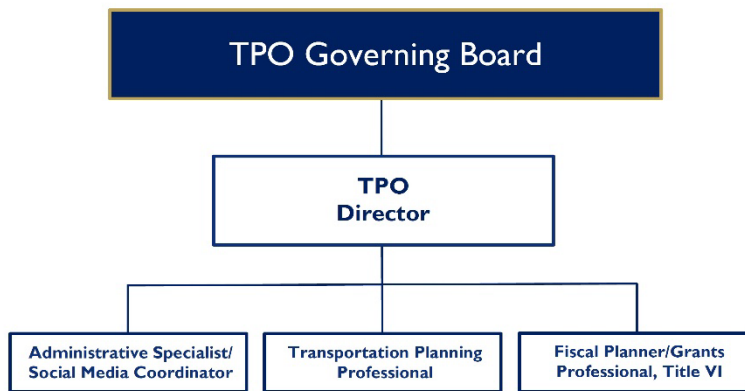 TPO Governing Board
TPO
Director
Administrative Specialist/
Social Media Coordinator
Transportation Planning
Professional
Fiscal Planner/Grants
Professional, Title VI